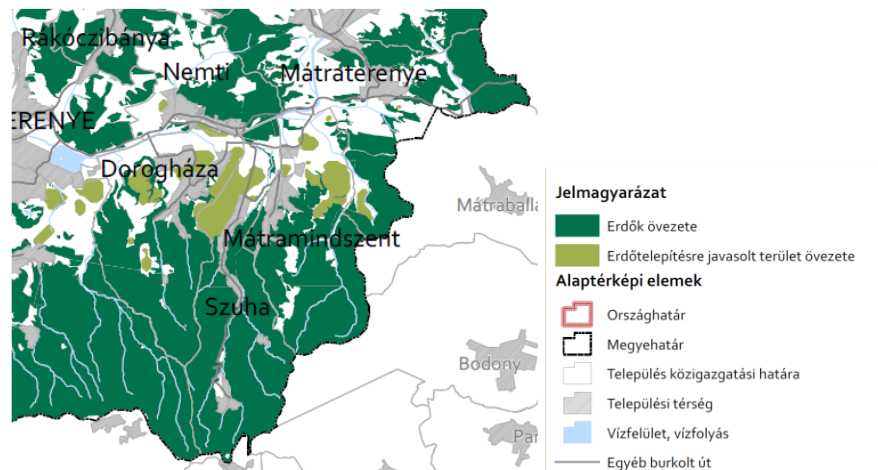 Rákóczibánya
Nemti
Mátraterenye
ERENYE
Dorogháza
Mátraballa
Mátramindszent
Szuha
Bodony
Jelmagyarázat
Erdők övezete
Erdőtelepítésre javasolt terület övezete
Alaptérképi elemek
Országhatár
Megyehatár
Település közigazgatási határa
Települési térség
Vízfelület, vízfolyás
Egyéb burkolt út